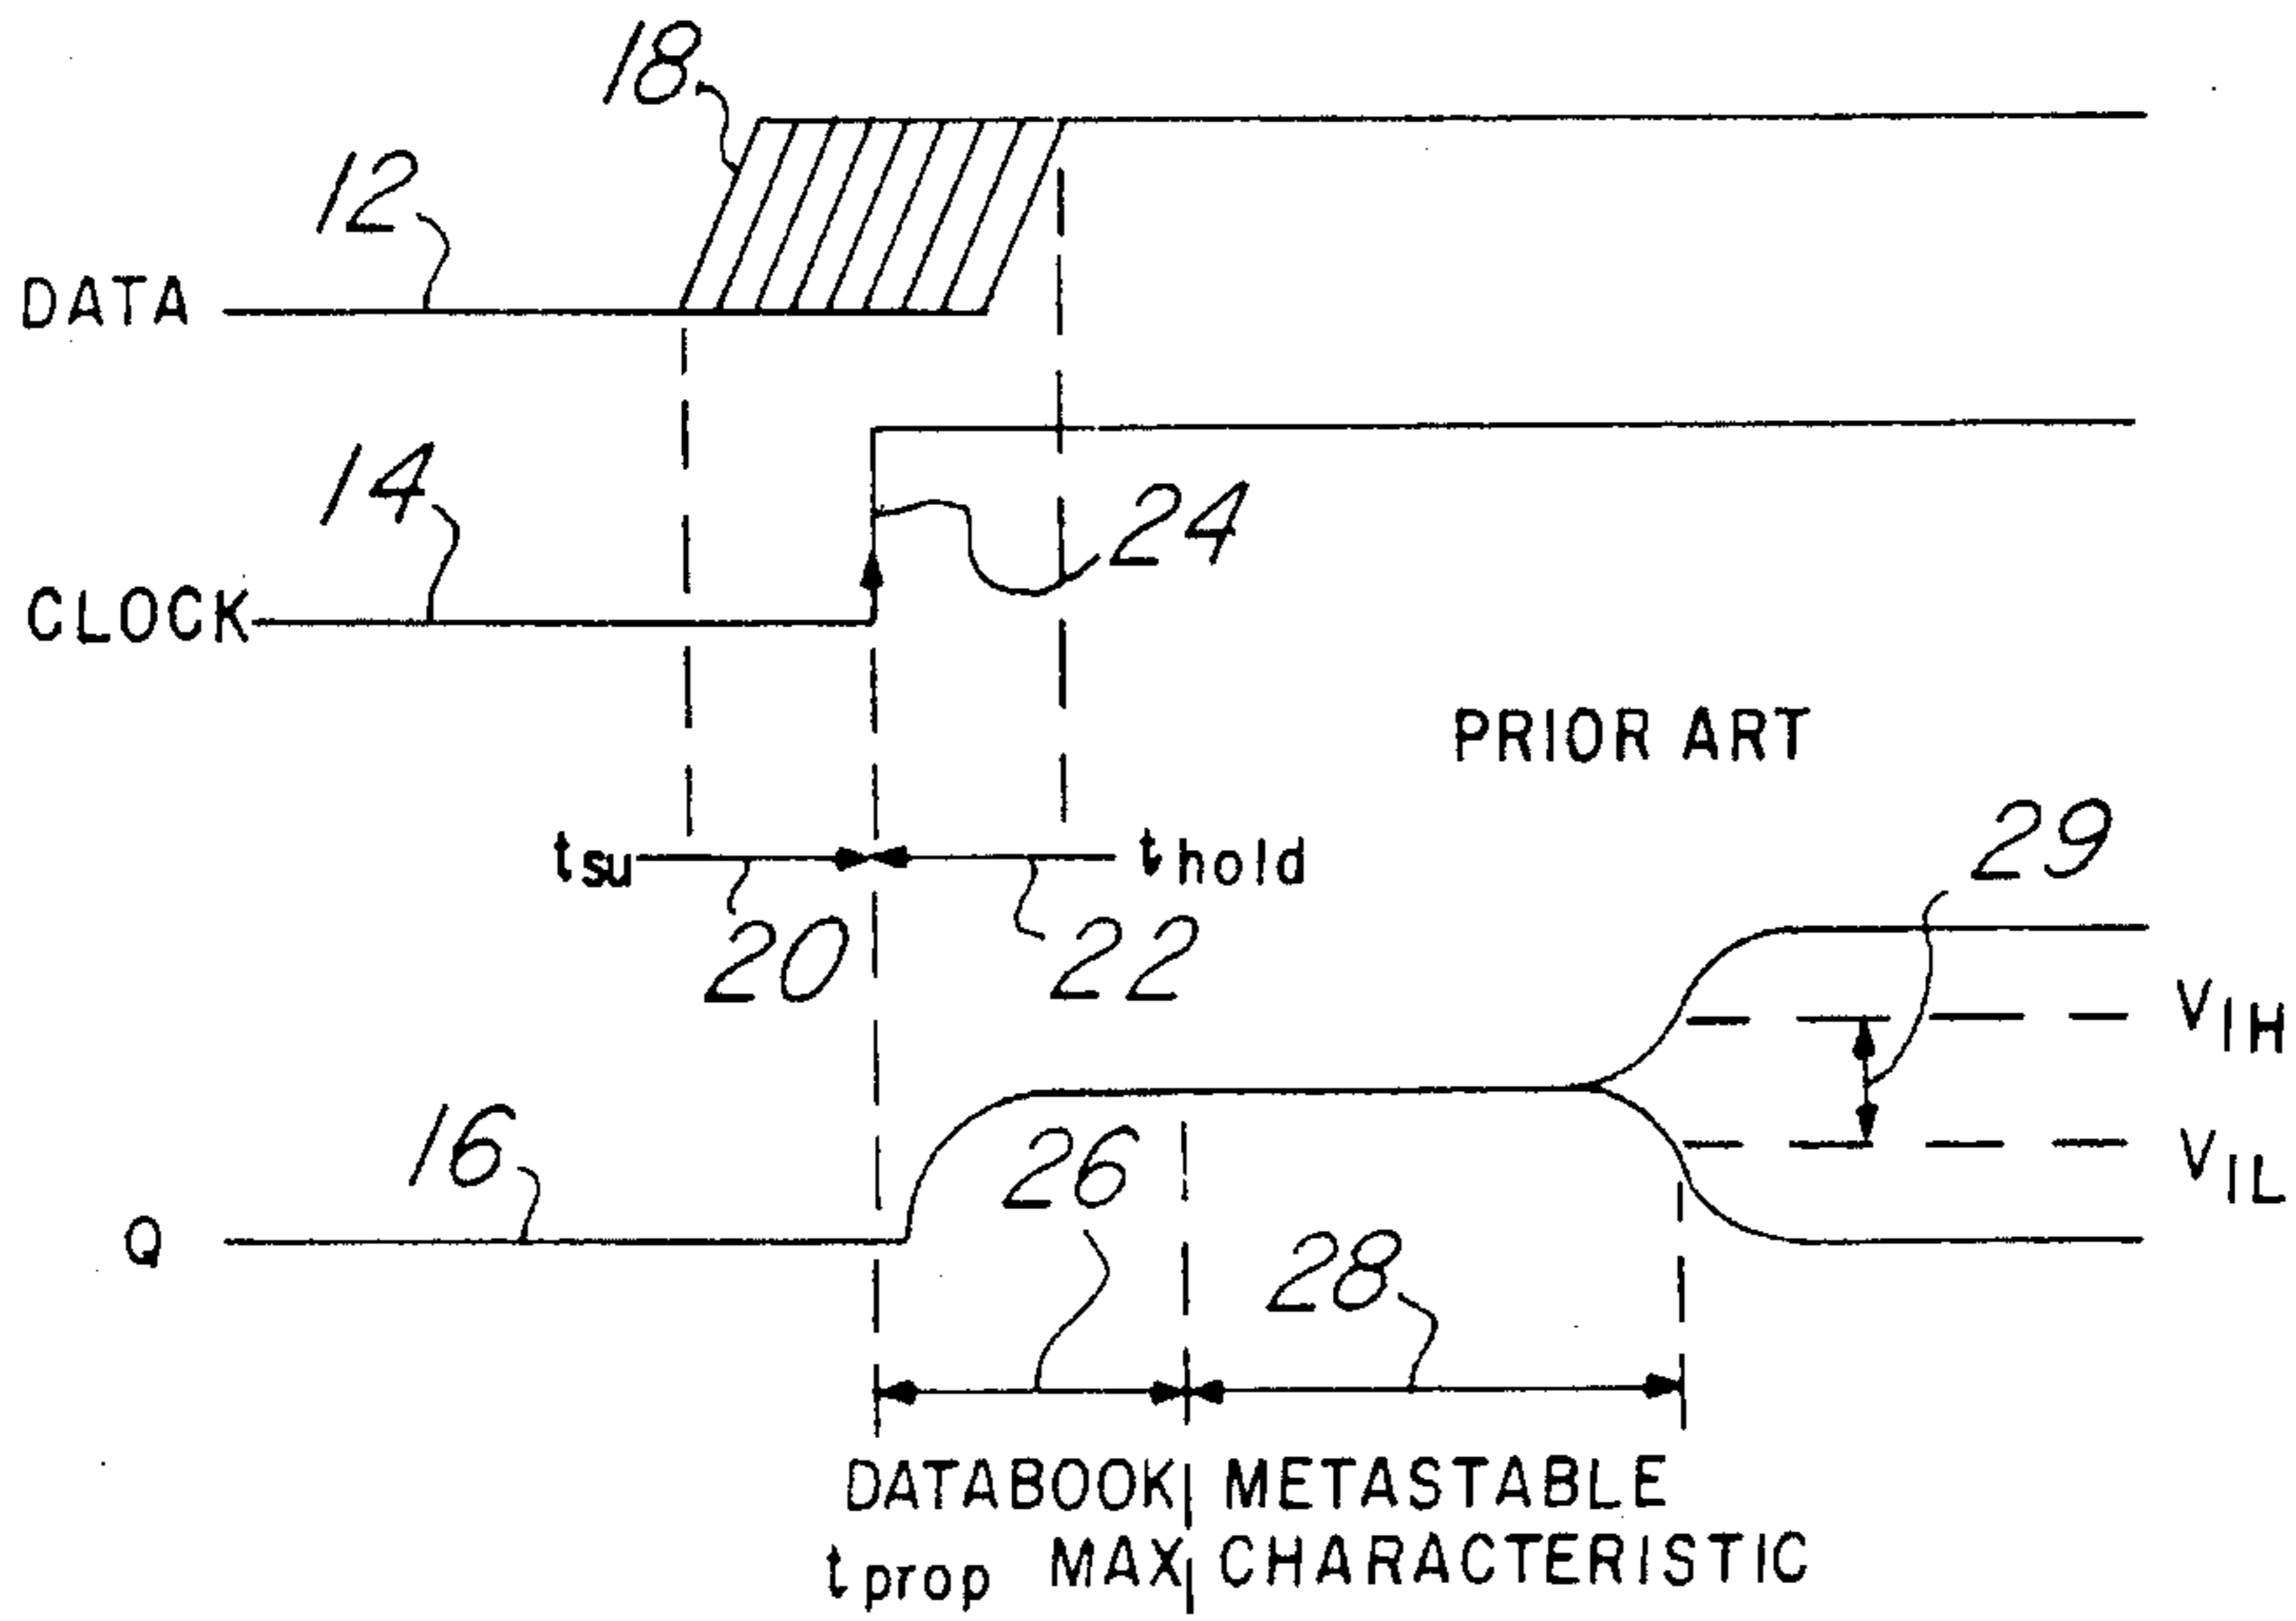 18
12
DATA
14
24
CLOCK
PRIOR ART
tsu
thold
29
20
22
VIH
16
26
VIL
Q
28
DATABOOK METASTABLE
tprop MAX CHARACTERISTIC